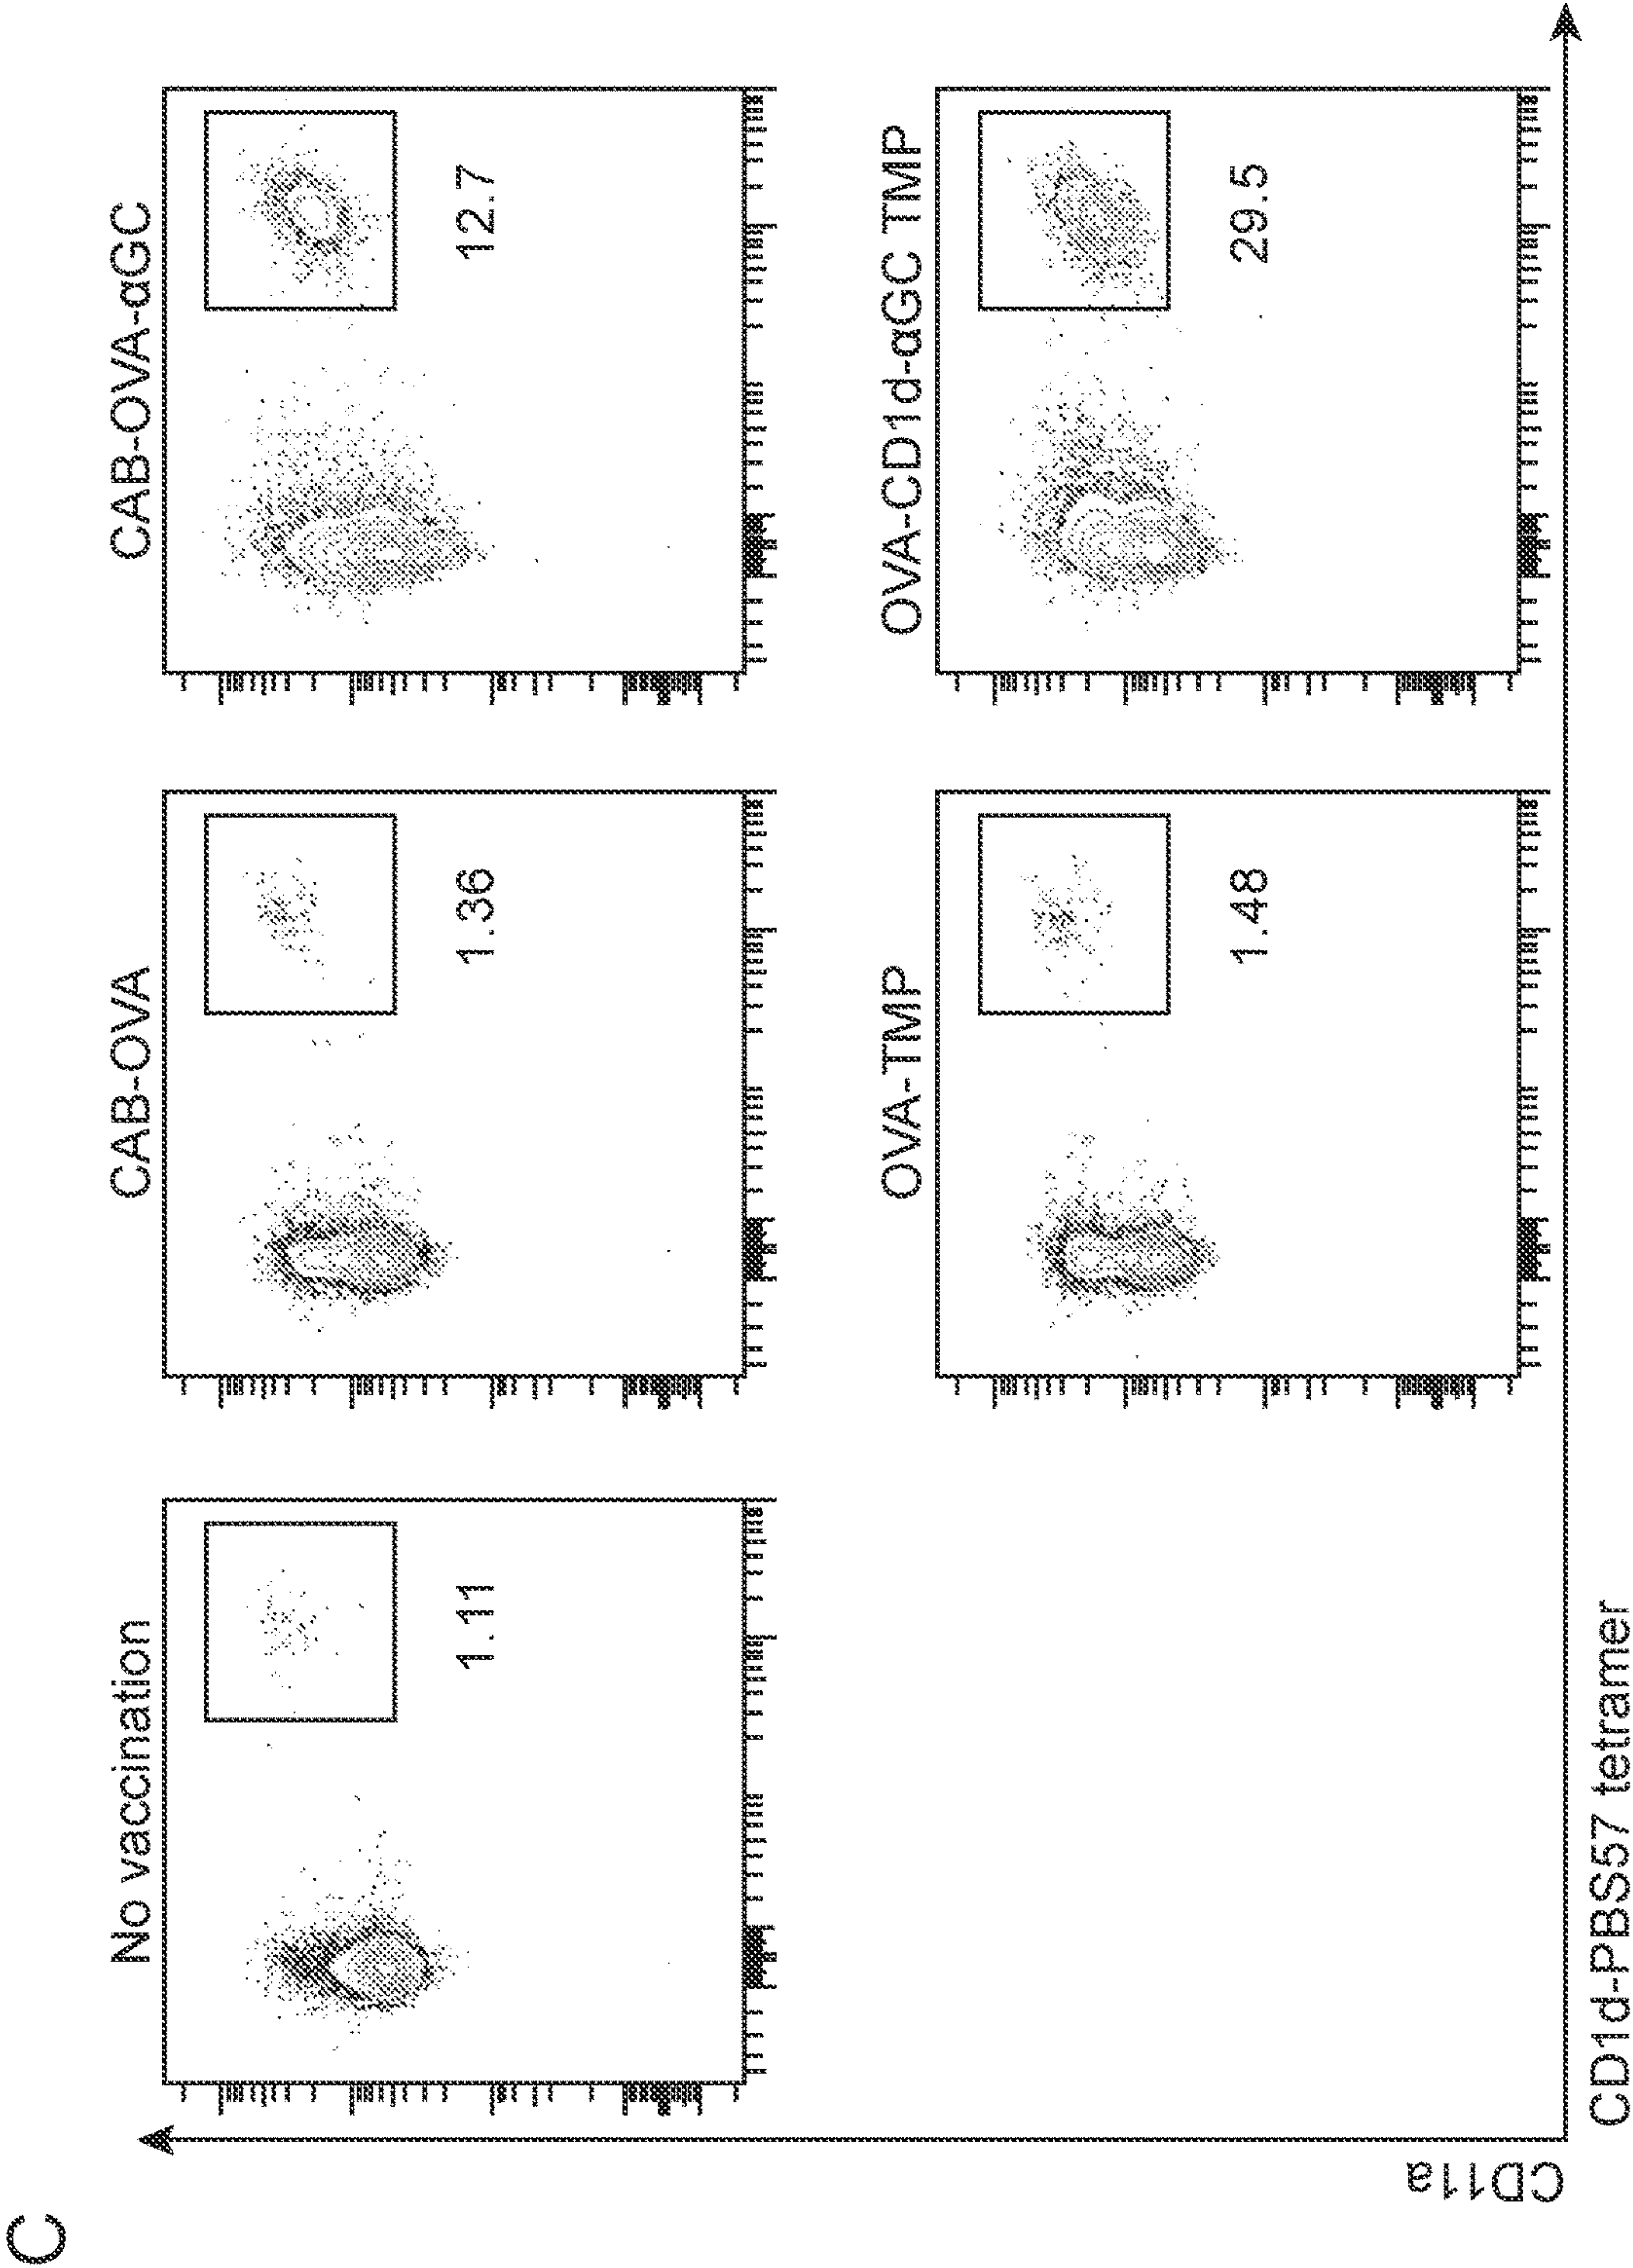 C
No vaccination
CAB-OVA
CAB-OVA-αGC
1.11
1.36
12.7
OVA-TMP
OVA-CD1d-αGC TMP
1.48
29.5
CD11a
CD1d-PBS57 tetramer